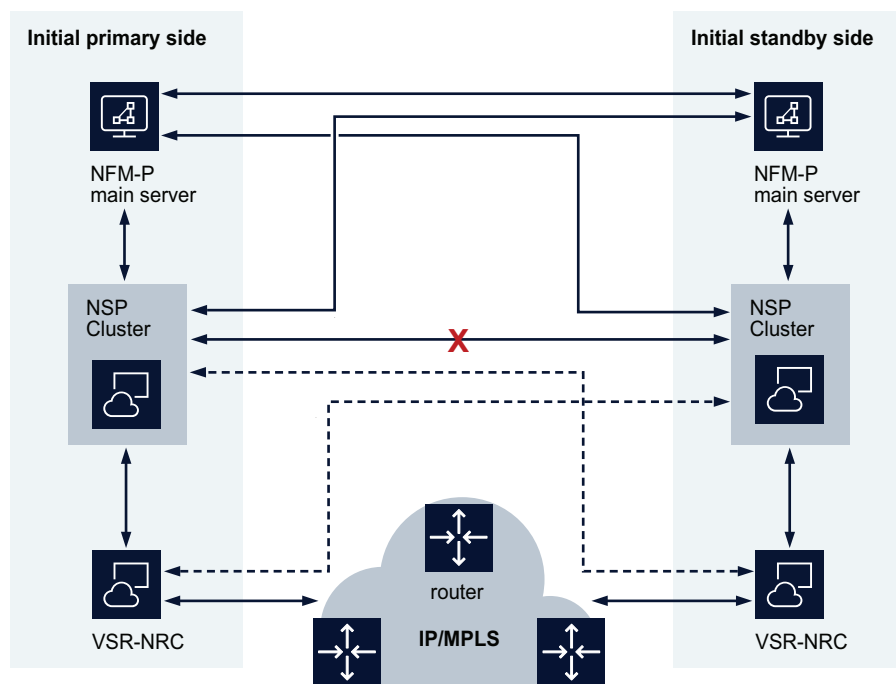 Initial primary side
Initial standby side
NFM-P
main server
NFM-P
main server
NSP
Cluster
NSP
Cluster
X
router
IP/MPLS
VSR-NRC
VSR-NRC